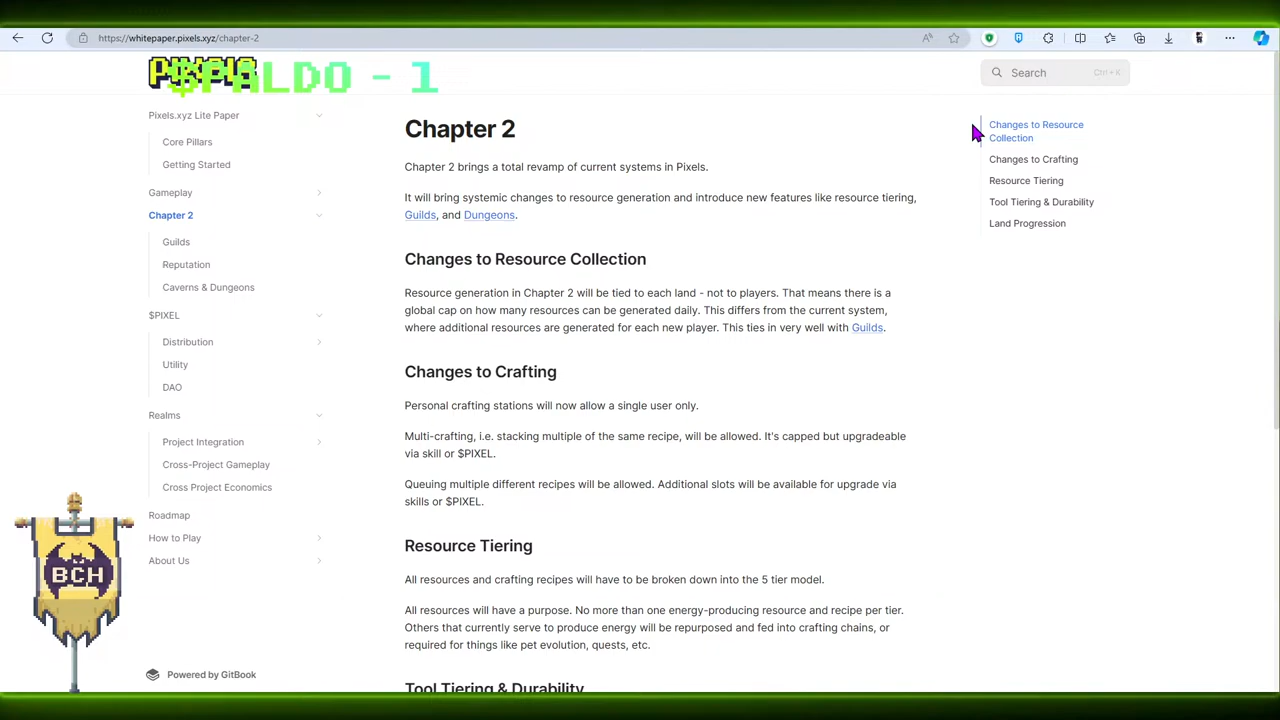 https://whitepaper.pixels.xyz/chapter-2
PIXELS
$PALDO - 1
Search
Ctrl + K
Pixels.xyz Lite Paper
Core Pillars
Getting Started
Gameplay
Chapter 2
Guilds
Reputation
Caverns & Dungeons
$PIXEL
Distribution
Utility
DAO
Realms
Project Integration
Cross-Project Gameplay
Cross Project Economics
Roadmap
How to Play
About Us
Powered by GitBook
BCH
Chapter 2
Chapter 2 brings a total revamp of current systems in Pixels.
It will bring systemic changes to resource generation and introduce new features like resource tiering,
Guilds, and Dungeons.
Changes to Resource Collection
Resource generation in Chapter 2 will be tied to each land - not to players. That means there is a
global cap on how many resources can be generated daily. This differs from the current system,
where additional resources are generated for each new player. This ties in very well with Guilds.
Changes to Crafting
Personal crafting stations will now allow a single user only.
Multi-crafting, i.e. stacking multiple of the same recipe, will be allowed. It's capped but upgradeable
via skill or $PIXEL.
Queuing multiple different recipes will be allowed. Additional slots will be available for upgrade via
skills or $PIXEL.
Resource Tiering
All resources and crafting recipes will have to be broken down into the 5 tier model.
All resources will have a purpose. No more than one energy-producing resource and recipe per tier.
Others that currently serve to produce energy will be repurposed and fed into crafting chains, or
required for things like pet evolution, quests, etc.
Tool Tiering & Durability
Changes to Resource
Collection
Changes to Crafting
Resource Tiering
Tool Tiering & Durability
Land Progression